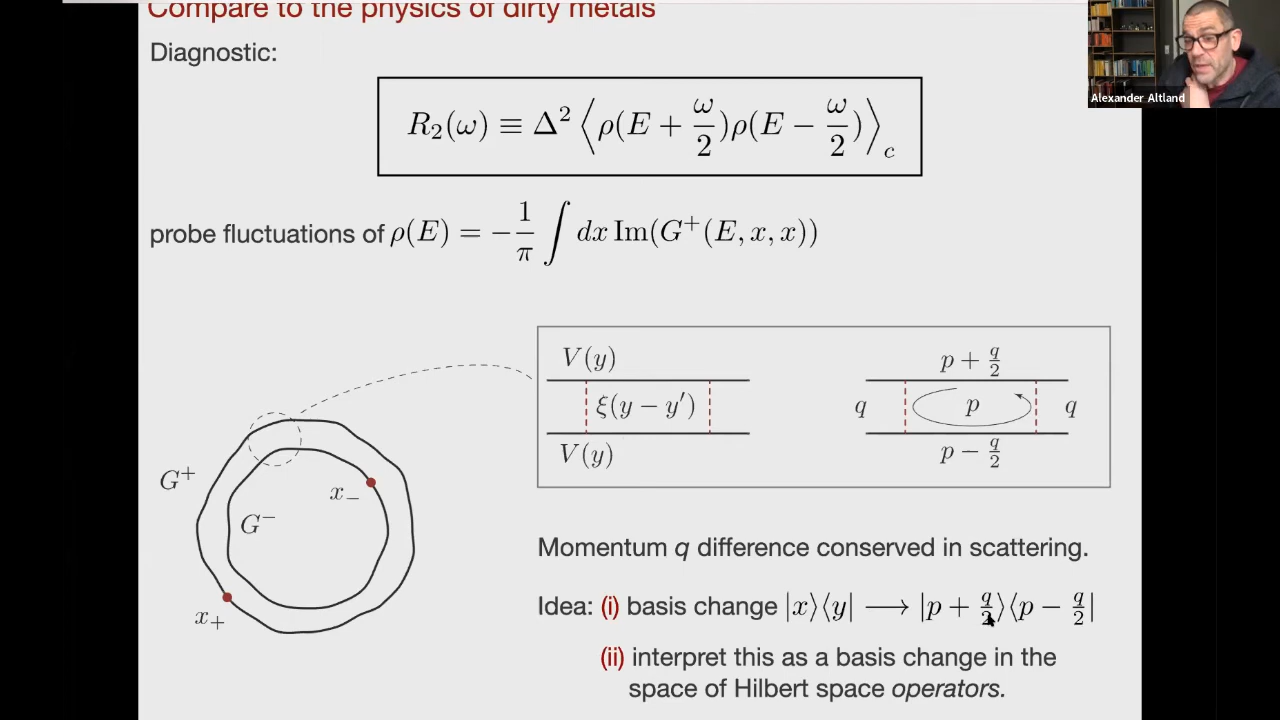 Compare to the physics of dirty metals
Alexander Altland
Diagnostic:
R₂(ω) ≡ Δ² ⟨ρ(E + ω/2)ρ(E − ω/2)⟩_c
probe fluctuations of ρ(E) = −1/π ∫ dx Im(G⁺(E, x, x))
V(y)
ξ(y − y′)
V(y)
p + q/2
q p q
p − q/2
G⁺
x₋
G⁻
x₊
Momentum q difference conserved in scattering.
Idea: (i) basis change |x⟩⟨y| ⟶ |p + q/2⟩⟨p − q/2|
(ii) interpret this as a basis change in the
space of Hilbert space operators.